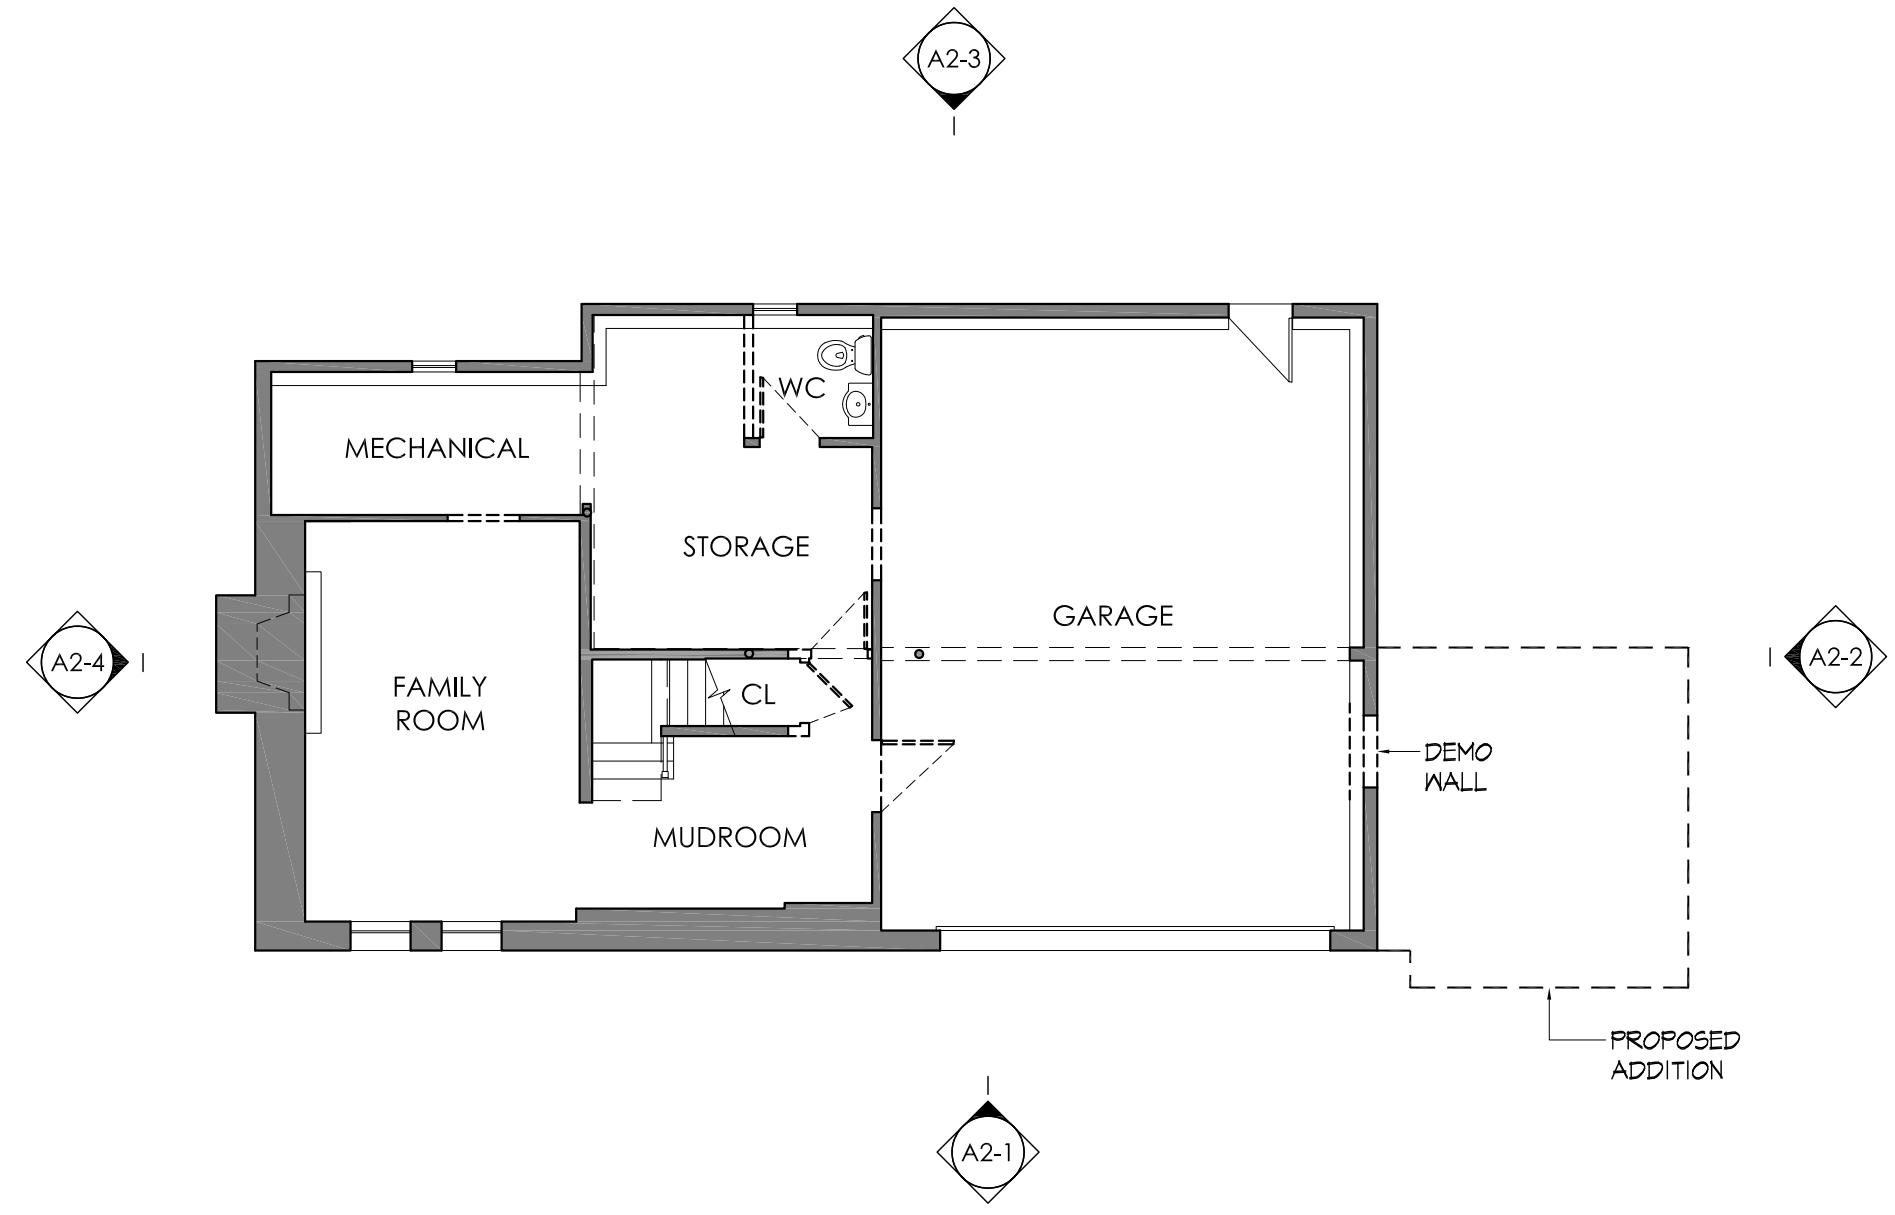 A2-3
WC
MECHANICAL
STORAGE
GARAGE
A2-4
A2-2
FAMILY
ROOM
CL
DEMO
WALL
MUDROOM
PROPOSED
ADDITION
A2-1